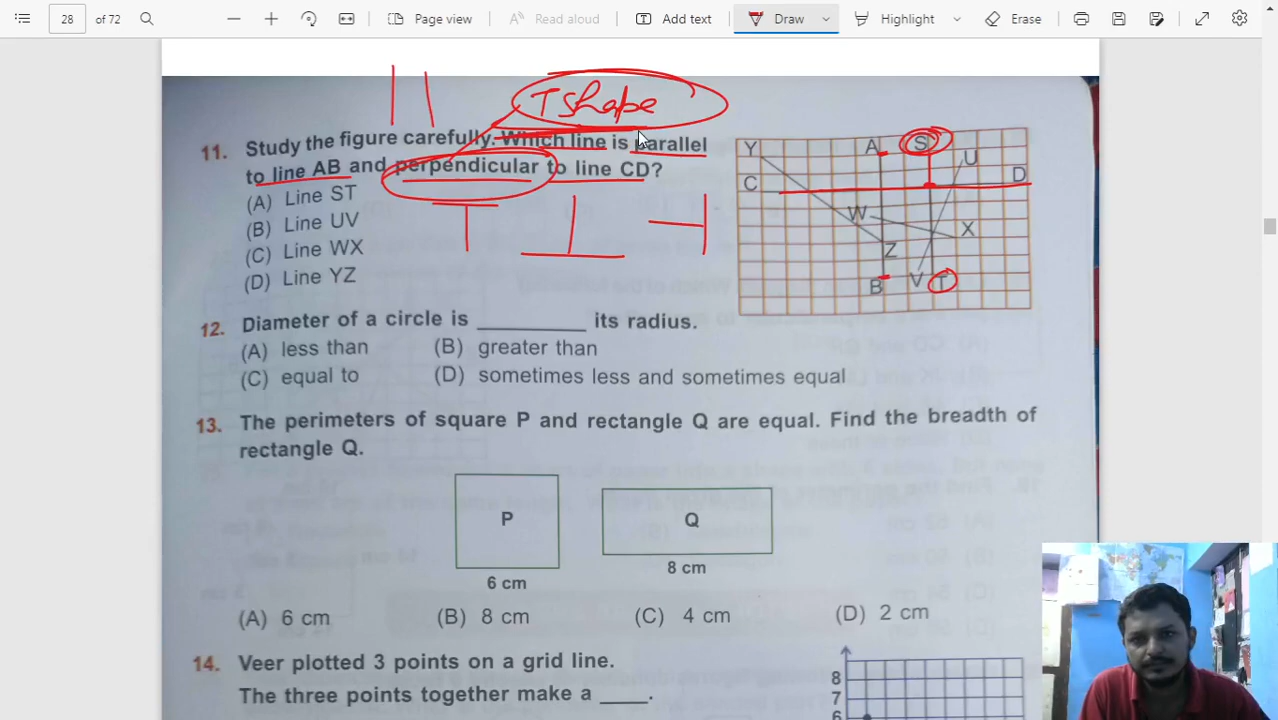 28 of 72 Page view Read aloud Add text Draw Highlight Erase
T shape
11. Study the figure carefully. Which line is parallel
to line AB and perpendicular to line CD?
(A) Line ST
(B) Line UV
(C) Line WX
(D) Line YZ
Y A S U
C D
W X
Z
B V T
12. Diameter of a circle is ________ its radius.
(A) less than (B) greater than
(C) equal to (D) sometimes less and sometimes equal
13. The perimeters of square P and rectangle Q are equal. Find the breadth of
rectangle Q.
P Q
6 cm 8 cm
(A) 6 cm (B) 8 cm (C) 4 cm (D) 2 cm
14. Veer plotted 3 points on a grid line.
The three points together make a ____.
8
7
6